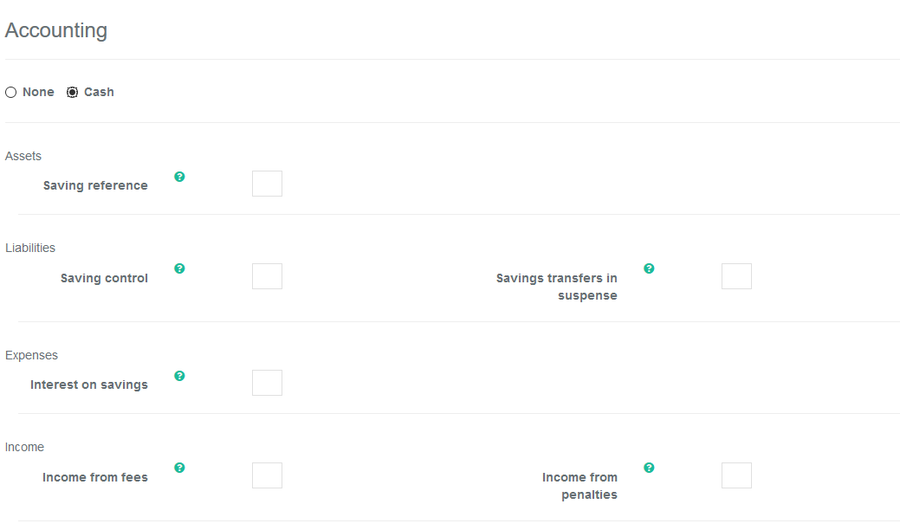 Accounting
None Cash
Assets
Saving reference ?
Liabilities
Saving control ? Savings transfers in ?
suspense
Expenses
Interest on savings ?
Income
Income from fees ? Income from ?
penalties